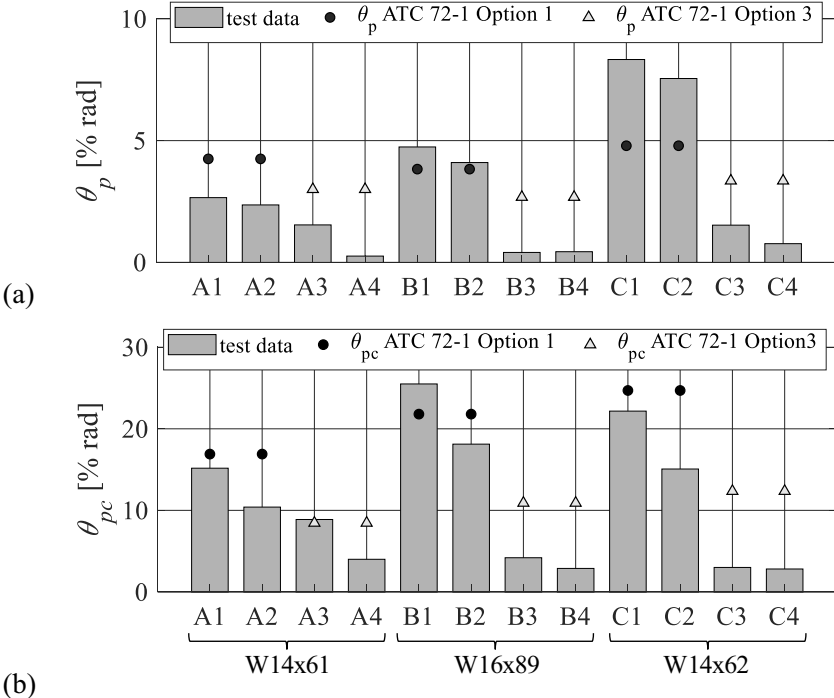 test data θp ATC 72-1 Option 1 θp ATC 72-1 Option 3
10
5
0
θp [% rad]
A1 A2 A3 A4 B1 B2 B3 B4 C1 C2 C3 C4
(a)
test data θpc ATC 72-1 Option 1 θpc ATC 72-1 Option3
30
20
10
0
θpc [% rad]
A1 A2 A3 A4 B1 B2 B3 B4 C1 C2 C3 C4
W14x61 W16x89 W14x62
(b)